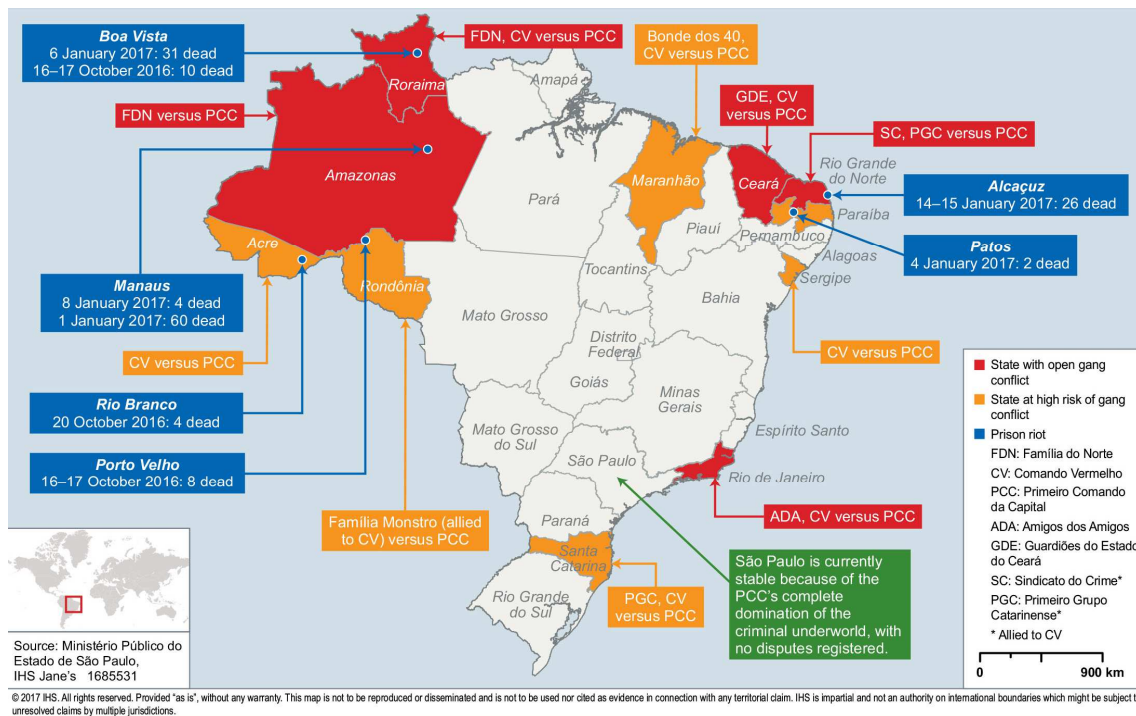 Boa Vista
6 January 2017: 31 dead
16–17 October 2016: 10 dead
FDN, CV versus PCC
Bonde dos 40,
CV versus PCC
GDE, CV
versus PCC
SC, PGC versus PCC
FDN versus PCC
Roraima
Amapá
Amazonas
Pará
Maranhão
Ceará
Rio Grande
do Norte
Alcaçuz
14–15 January 2017: 26 dead
Paraíba
Piauí
Pernambuco
Alagoas
Sergipe
Patos
4 January 2017: 2 dead
Acre
Rondônia
Tocantins
Bahia
Mato Grosso
Manaus
8 January 2017: 4 dead
1 January 2017: 60 dead
CV versus PCC
CV versus PCC
Distrito
Federal
Goiás
Minas
Gerais
Rio Branco
20 October 2016: 4 dead
Mato Grosso
do Sul
Espírito Santo
São Paulo
Rio de Janeiro
Porto Velho
16–17 October 2016: 8 dead
Família Monstro (allied
to CV) versus PCC
ADA, CV versus PCC
Paraná
Santa
Catarina
Rio Grande
do Sul
PGC, CV
versus PCC
São Paulo is currently
stable because of the
PCC's complete
domination of the
criminal underworld, with
no disputes registered.
State with open gang
conflict
State at high risk of gang
conflict
Prison riot
FDN: Família do Norte
CV: Comando Vermelho
PCC: Primeiro Comando
da Capital
ADA: Amigos dos Amigos
GDE: Guardiões do Estado
do Ceará
SC: Sindicato do Crime*
PGC: Primeiro Grupo
Catarinense*
* Allied to CV
0 900 km
Source: Ministério Público do
Estado de São Paulo,
IHS Jane's 1685531
© 2017 IHS. All rights reserved. Provided "as is", without any warranty. This map is not to be reproduced or disseminated and is not to be used nor cited as evidence in connection with any territorial claim. IHS is impartial and not an authority on international boundaries which might be subject t
unresolved claims by multiple jurisdictions.